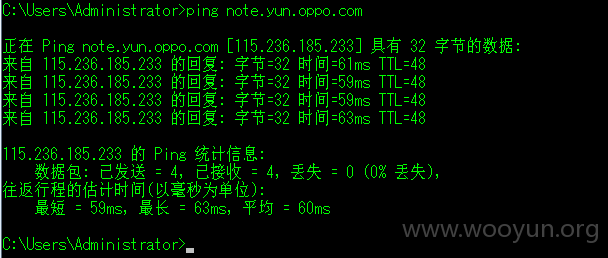 C:\Users\Administrator>ping note.yun.oppo.com
正在 Ping note.yun.oppo.com [115.236.185.233] 具有 32 字节的数据:
来自 115.236.185.233 的回复: 字节=32 时间=61ms TTL=48
来自 115.236.185.233 的回复: 字节=32 时间=59ms TTL=48
来自 115.236.185.233 的回复: 字节=32 时间=59ms TTL=48
来自 115.236.185.233 的回复: 字节=32 时间=63ms TTL=48
115.236.185.233 的 Ping 统计信息:
数据包: 已发送 = 4, 已接收 = 4, 丢失 = 0 (0% 丢失),
往返行程的估计时间(以毫秒为单位):
最短 = 59ms, 最长 = 63ms, 平均 = 60ms
www.wooyun.org
C:\Users\Administrator>